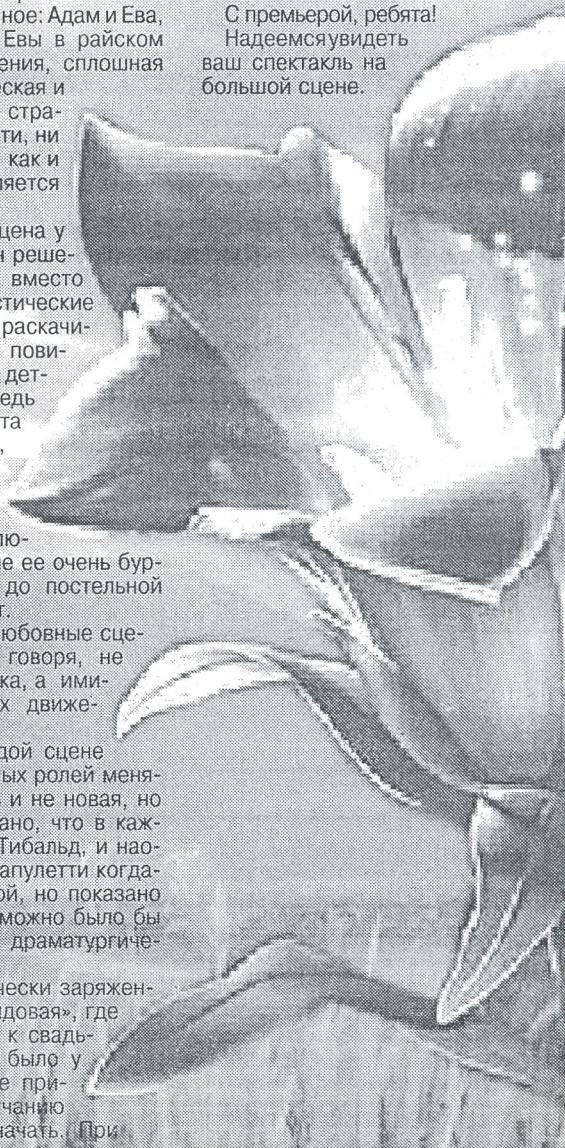 ное: Адам и Ева,
Евы в райском
ения, сплошная
еская и
стра-
ти, ни
как и
ляется
цена у
н реше-
вместо
стические
раскачи-
пови-
дет-
едь
та
,
лю-
е ее очень бур-
до постельной
т.
юбовные сце-
говоря, не
ка, а ими-
х движе-
дой сцене
ых ролей меня-
ь и не новая, но
ано, что в каж-
Тибальд, и нао-
апулетти когда-
ой, но показано
можно было бы
драматургиче-
чески заряжен-
довая», где
к свадь-
было у
е при-
чанию
начать. При
С премьерой, ребята!
Надеемся увидеть
ваш спектакль на
большой сцене.